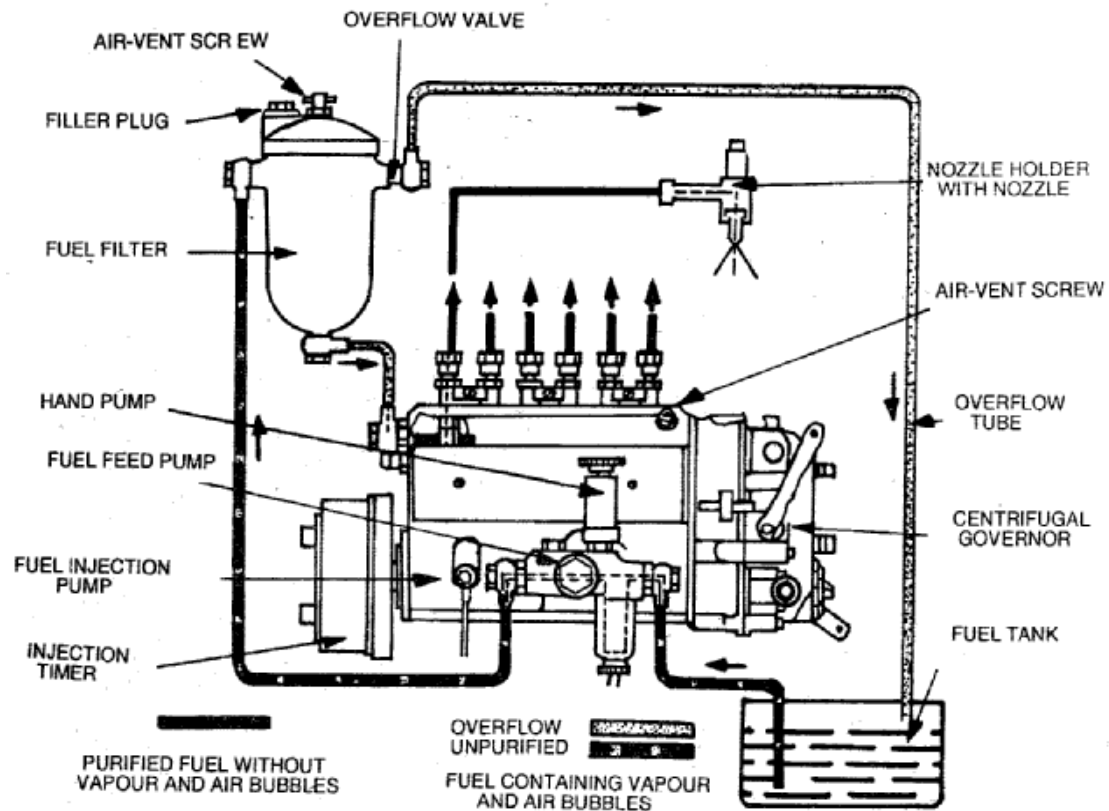 OVERFLOW VALVE
AIR-VENT SCR EW
FILLER PLUG
NOZZLE HOLDER
WITH NOZZLE
FUEL FILTER
AIR-VENT SCREW
HAND PUMP
OVERFLOW
TUBE
FUEL FEED PUMP
CENTRIFUGAL
GOVERNOR
FUEL INJECTION
PUMP
FUEL TANK
INJECTION
TIMER
OVERFLOW
UNPURIFIED
PURIFIED FUEL WITHOUT
VAPOUR AND AIR BUBBLES
FUEL CONTAINING VAPOUR
AND AIR BUBBLES